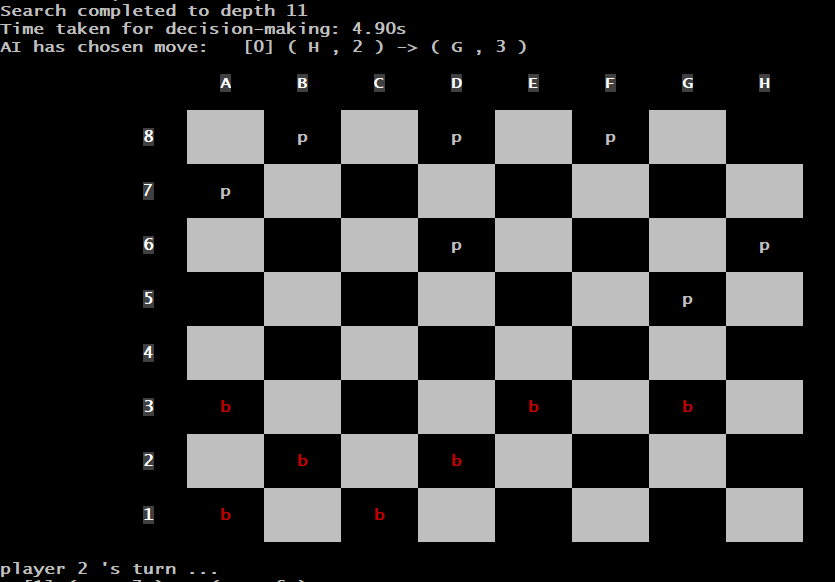 Search completed to depth 11
Time taken for decision-making: 4.90s
AI has chosen move:   [0] ( H , 2 ) -> ( G , 3 )
A B C D E F G H
8 p p p
7 p
6 p p
5 p
4
3 b b b
2 b b
1 b b
player 2 's turn ...